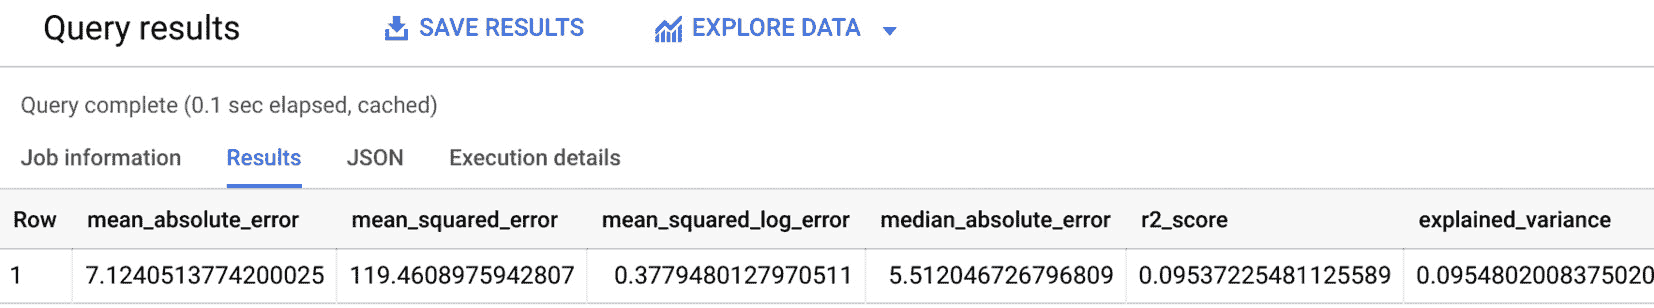 Query results SAVE RESULTS EXPLORE DATA
Query complete (0.1 sec elapsed, cached)
Job information Results JSON Execution details
Row mean_absolute_error mean_squared_error mean_squared_log_error median_absolute_error r2_score explained_variance
1 7.1240513774200025 119.4608975942807 0.3779480127970511 5.512046726796809 0.09537225481125589 0.0954802008375020